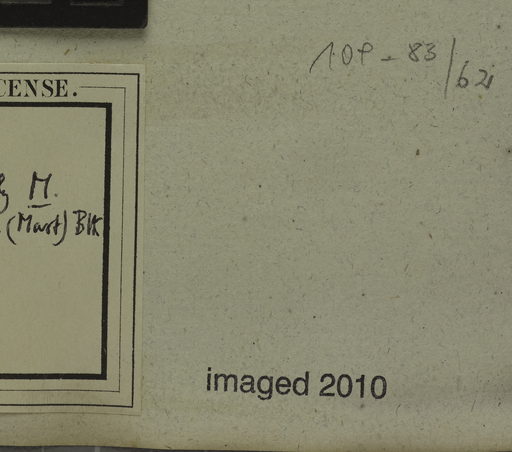 CENSE.
109-83/62
M.
(Mart) Blk
imaged 2010